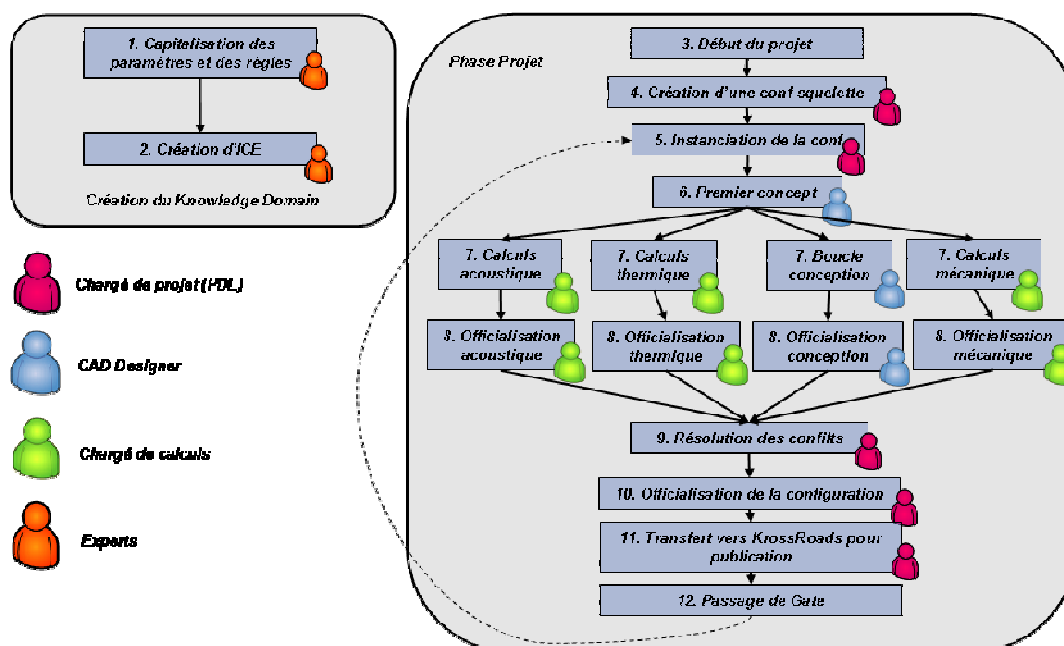 1. Capitalisation des
paramètres et des règles
2. Création d'ICE
Création du Knowledge Domain
Chargé de projet (PDL)
CAD Designer
Chargé de calculs
Experts
Phase Projet
3. Début du projet
4. Création d'une conf squelette
5. Instanciation de la conf
6. Premier concept
7. Calculs
acoustique
7. Calculs
thermique
7. Boucle
conception
7. Calculs
mécanique
8. Officialisation
acoustique
8. Officialisation
thermique
8. Officialisation
conception
8. Officialisation
mécanique
9. Résolution des conflits
10. Officialisation de la configuration
11. Transfert vers KrossRoads pour
publication
12. Passage de Gate